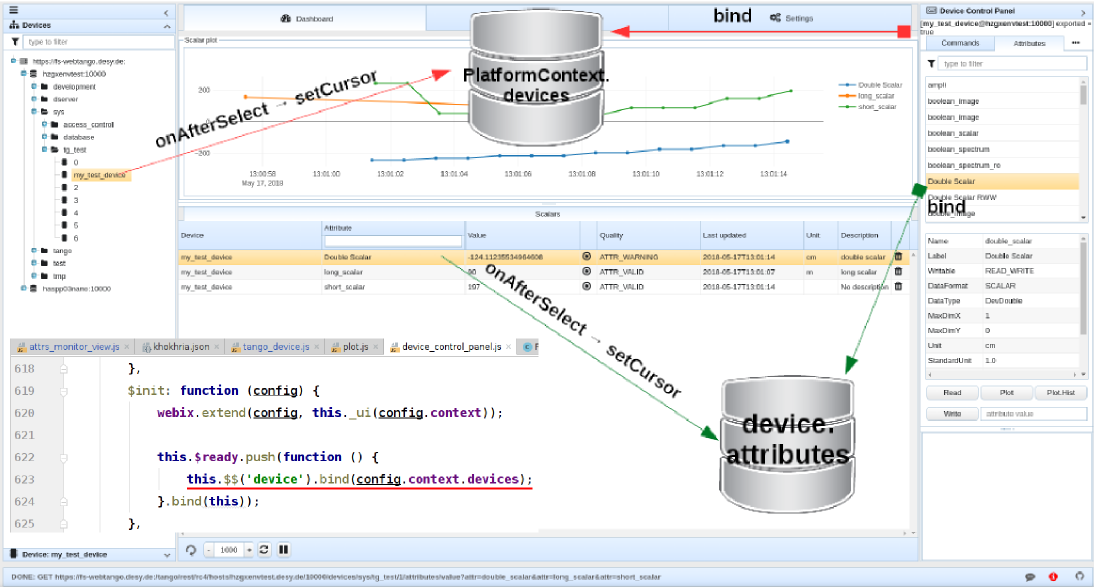 Devices
type to filter
https://fs-webtango.desy.de:
hzgxenvtest:10000
development
dserver
sys
access_control
database
tg_test
0
my_test_device
2
3
4
5
6
tango
test
tmp
haspp03nano:10000
Device: my_test_device
Dashboard
Settings
bind
Scalar plot
200
0
-200
13:00:58
May 17, 2018
13:01:00
13:01:02
13:01:04
13:01:06
13:01:08
13:01:10
13:01:12
13:01:14
Double Scalar
long_scalar
short_scalar
PlatformContext.
devices
onAfterSelect → setCursor
Scalars
Device Attribute Value Quality Last updated Unit Description
my_test_device Double Scalar -124.11235534664608 ATTR_WARNING 2018-05-17T13:01:14 cm double scalar
my_test_device long_scalar 90 ATTR_VALID 2018-05-17T13:01:07 m long scalar
my_test_device short_scalar 197 ATTR_VALID 2018-05-17T13:01:14 No description
onAfterSelect → setCursor
device.
attributes
attrs_monitor_view.js × khokhria.json × tango_device.js × plot.js × device_control_panel.js ×
618 },
619 $init: function (config) {
620 webix.extend(config, this._ui(config.context));
621
622 this.$ready.push(function () {
623 this.$$('device').bind(config.context.devices);
624 }.bind(this));
625 },
- 1000 +
Device Control Panel
[my_test_device@hzgxenvtest:10000] exported =
true
Commands Attributes •••
type to filter
ampli
boolean_image
boolean_image
boolean_scalar
boolean_spectrum
boolean_spectrum_ro
Double Scalar
Double Scalar RWW
double_image
bind
Name double_scalar
Label Double Scalar
Writable READ_WRITE
DataFormat SCALAR
DataType DevDouble
MaxDimX 1
MaxDimY 0
Unit cm
StandardUnit 1.0
Read Plot Plot.Hist
Write attribute value
DONE: GET https://fs-webtango.desy.de:/tango/rest/rc4/hosts/hzgxenvtest.desy.de/10000/devices/sys/tg_test/1/attributes/value?attr=double_scalar&attr=long_scalar&attr=short_scalar